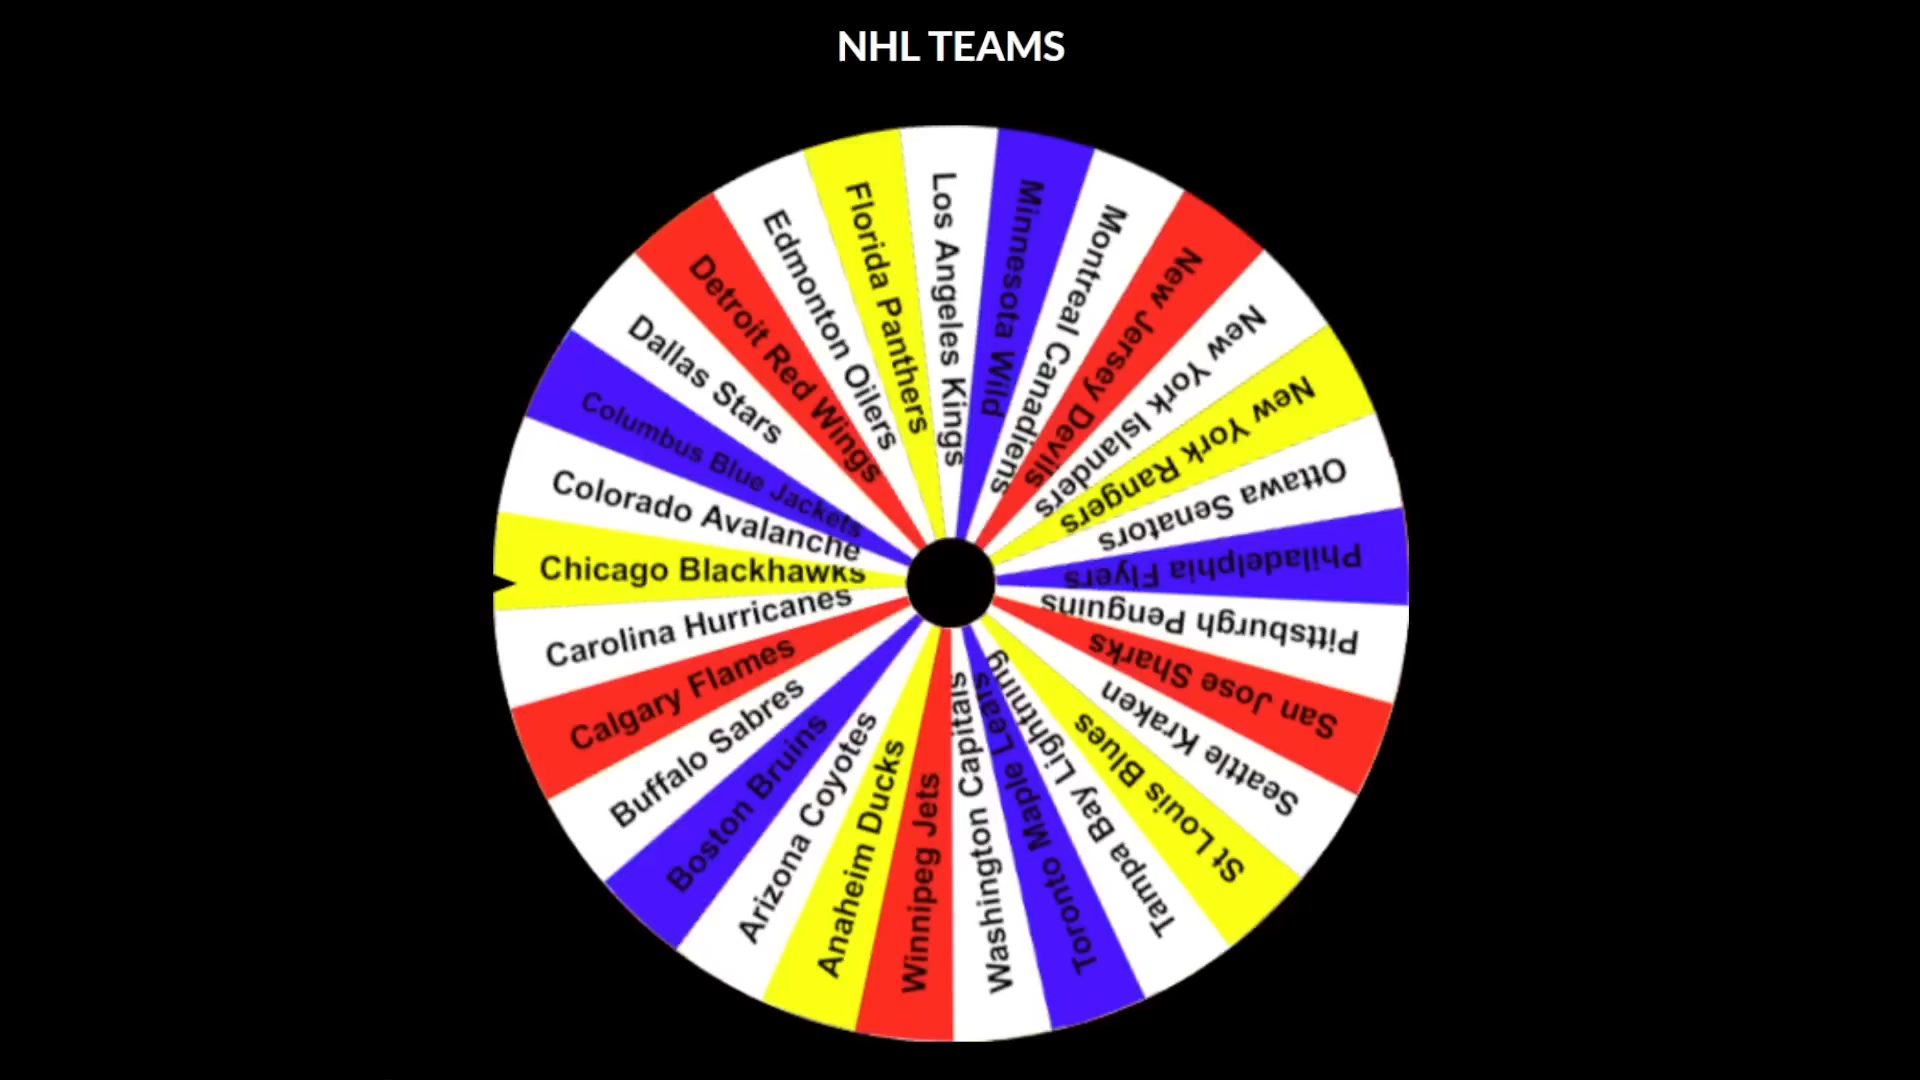 NHL TEAMS
Los Angeles Kings
Minnesota Wild
Montreal Canadiens
New Jersey Devils
New York Islanders
New York Rangers
Ottawa Senators
Philadelphia Flyers
Pittsburgh Penguins
San Jose Sharks
Seattle Kraken
St Louis Blues
Tampa Bay Lightning
Toronto Maple Leafs
Washington Capitals
Winnipeg Jets
Anaheim Ducks
Arizona Coyotes
Boston Bruins
Buffalo Sabres
Calgary Flames
Carolina Hurricanes
Chicago Blackhawks
Colorado Avalanche
Columbus Blue Jackets
Dallas Stars
Detroit Red Wings
Edmonton Oilers
Florida Panthers